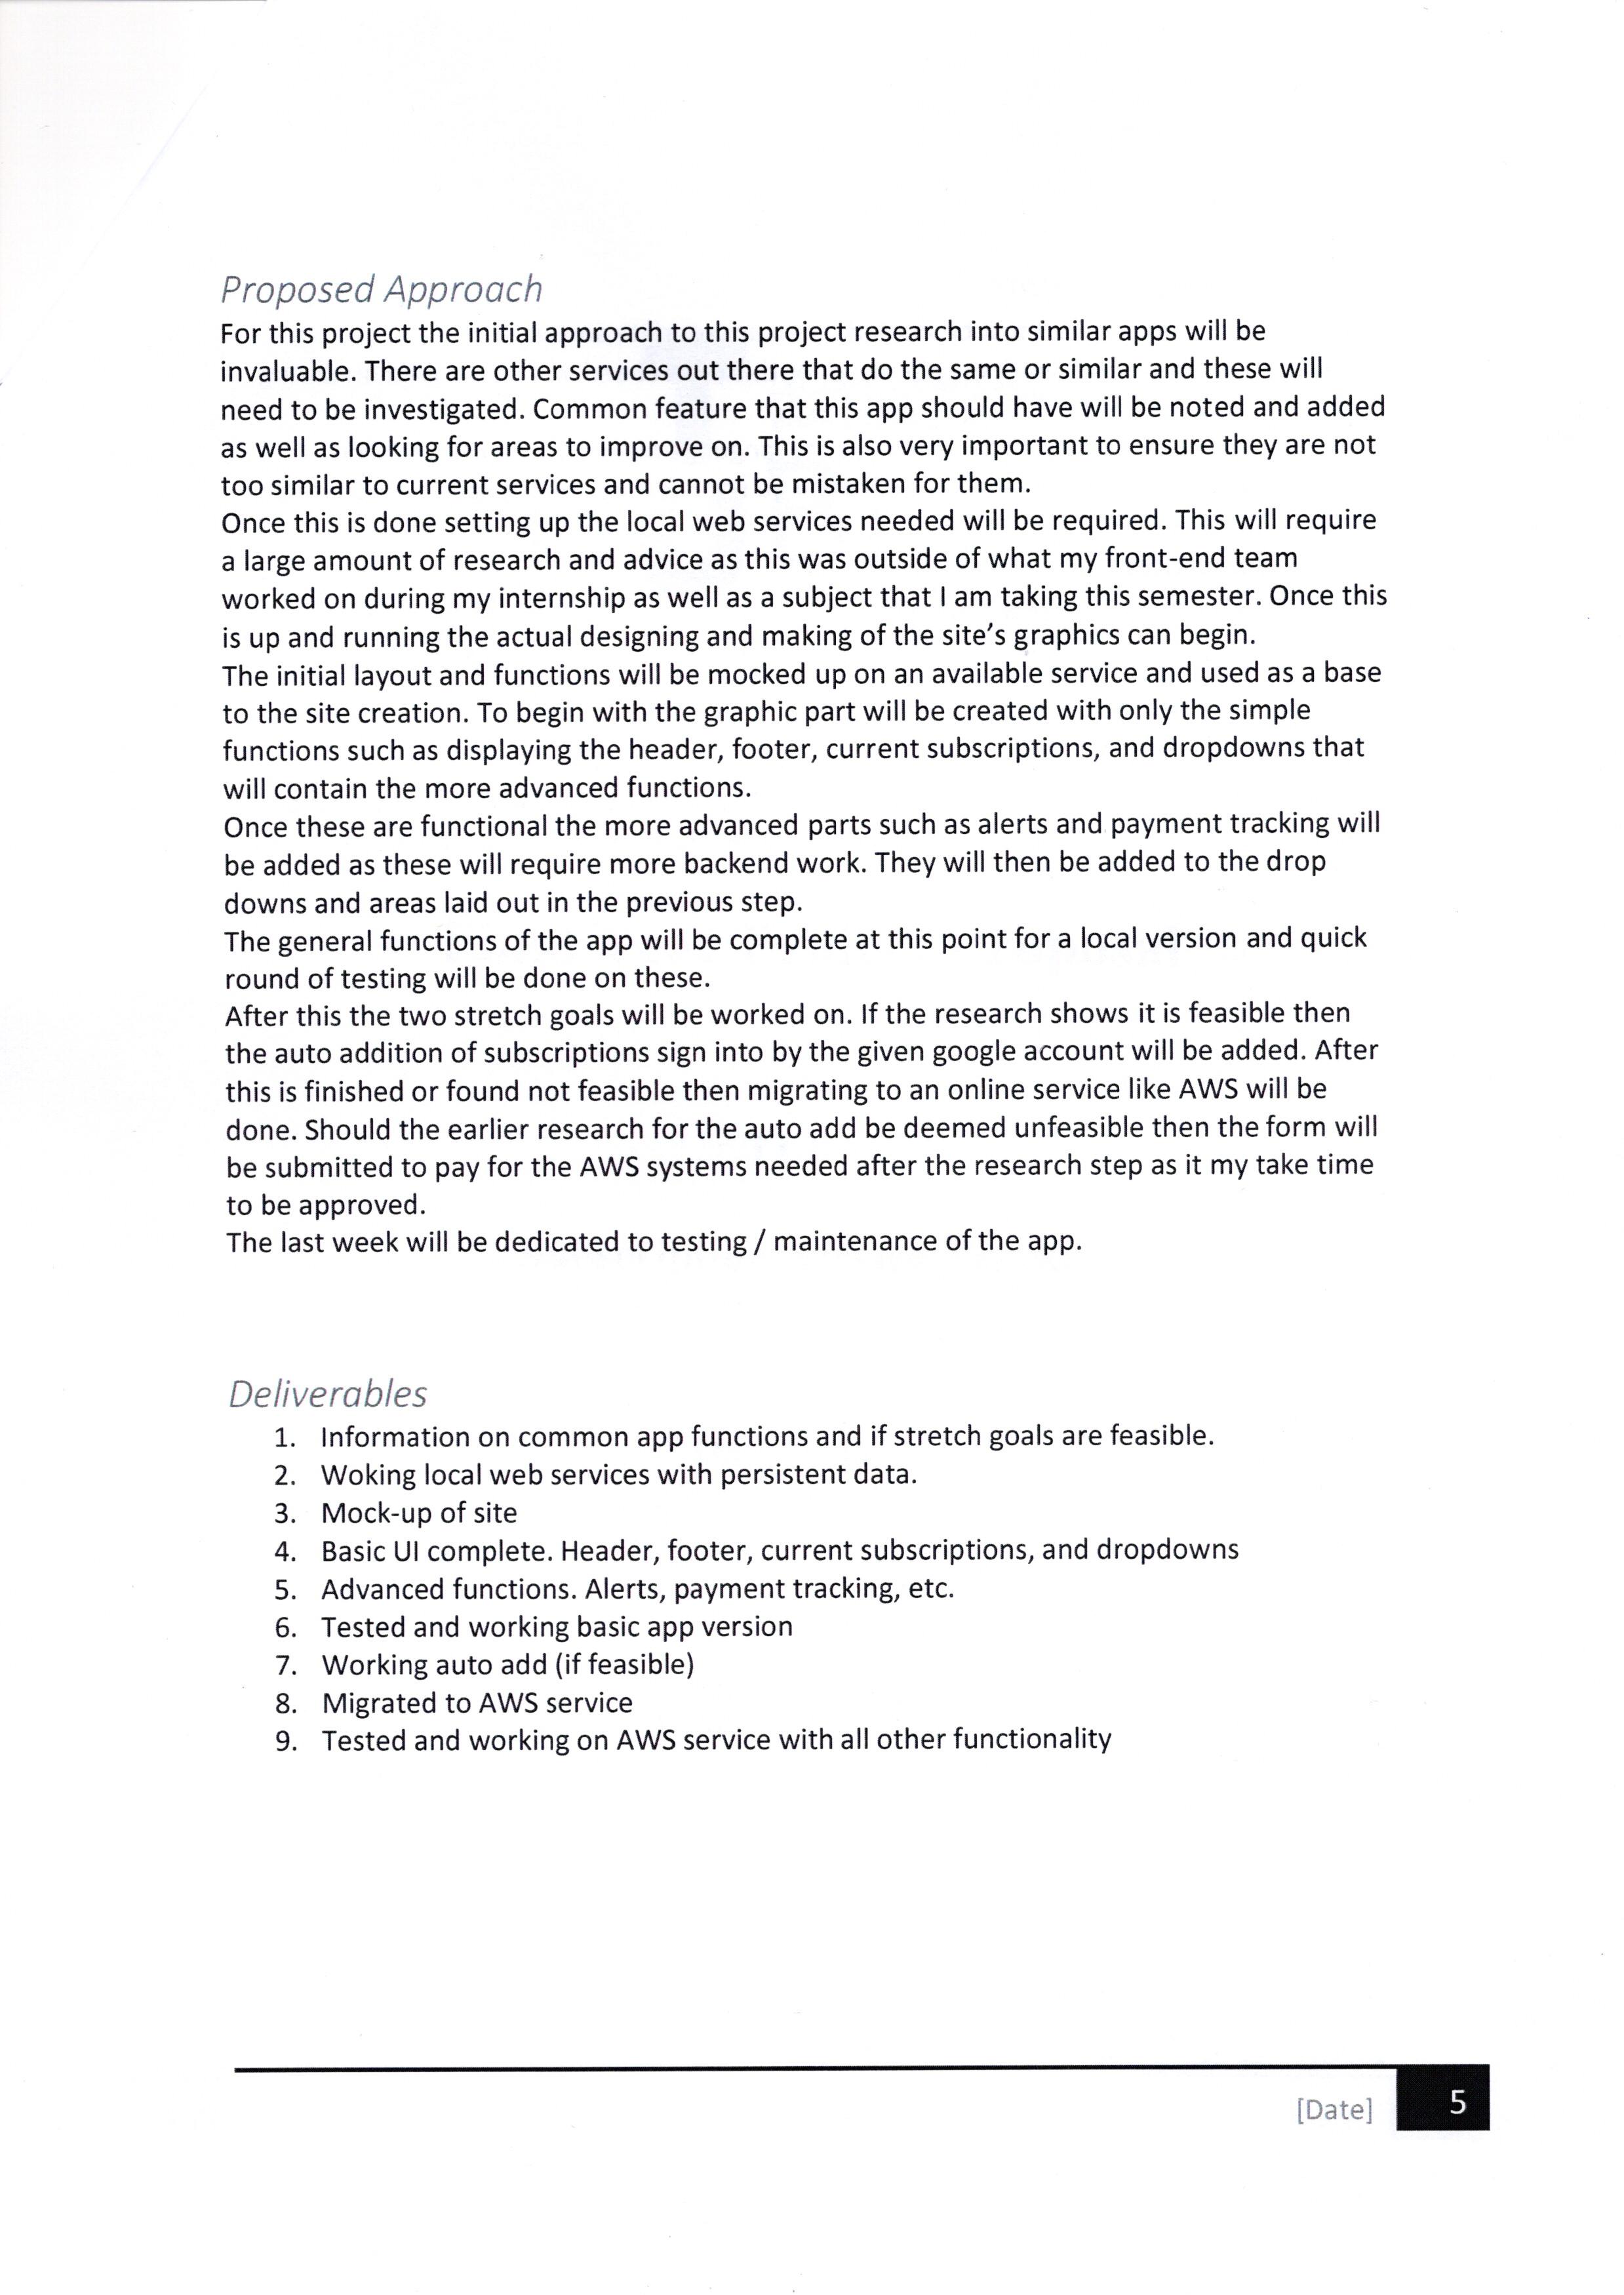 Proposed Approach
For this project the initial approach to this project research into similar apps will be
invaluable. There are other services out there that do the same or similar and these will
need to be investigated. Common feature that this app should have will be noted and added
as well as looking for areas to improve on. This is also very important to ensure they are not
too similar to current services and cannot be mistaken for them.
Once this is done setting up the local web services needed will be required. This will require
a large amount of research and advice as this was outside of what my front-end team
worked on during my internship as well as a subject that I am taking this semester. Once this
is up and running the actual designing and making of the site's graphics can begin.
The initial layout and functions will be mocked up on an available service and used as a base
to the site creation. To begin with the graphic part will be created with only the simple
functions such as displaying the header, footer, current subscriptions, and dropdowns that
will contain the more advanced functions.
Once these are functional the more advanced parts such as alerts and payment tracking will
be added as these will require more backend work. They will then be added to the drop
downs and areas laid out in the previous step.
The general functions of the app will be complete at this point for a local version and quick
round of testing will be done on these.
After this the two stretch goals will be worked on. If the research shows it is feasible then
the auto addition of subscriptions sign into by the given google account will be added. After
this is finished or found not feasible then migrating to an online service like AWS will be
done. Should the earlier research for the auto add be deemed unfeasible then the form will
be submitted to pay for the AWS systems needed after the research step as it my take time
to be approved.
The last week will be dedicated to testing / maintenance of the app.
Deliverables
1. Information on common app functions and if stretch goals are feasible.
2. Woking local web services with persistent data.
3. Mock-up of site
4. Basic UI complete. Header, footer, current subscriptions, and dropdowns
5. Advanced functions. Alerts, payment tracking, etc.
6. Tested and working basic app version
7. Working auto add (if feasible)
8. Migrated to AWS service
9. Tested and working on AWS service with all other functionality
[Date] 5